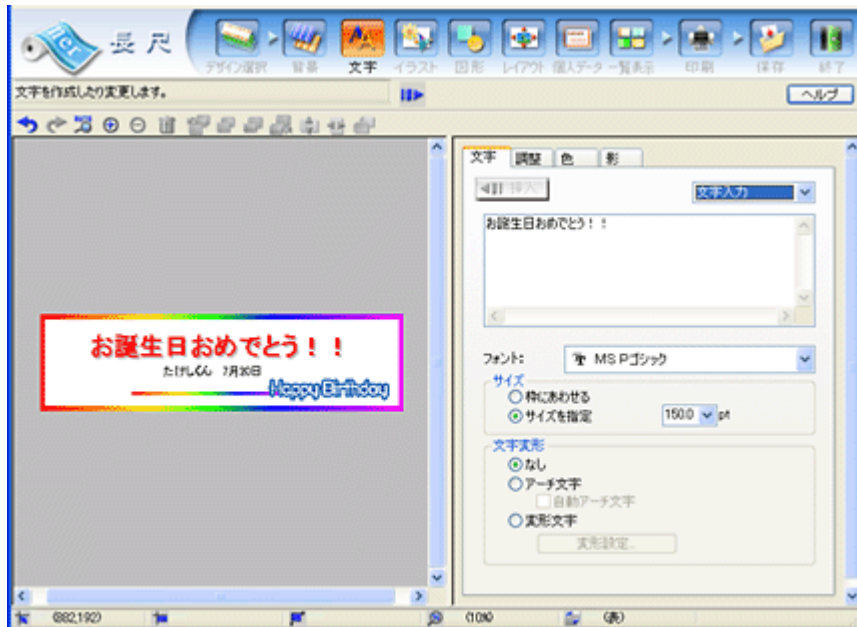 ner 長尺
デザイン選択 背景 文字 イラスト 図形 レイアウト 個人データ 一覧表示 印刷 保存 終了
文字を作成したり変更します。
ヘルプ
文字 調整 色 影
挿入 文字入力
お誕生日おめでとう！！
お誕生日おめでとう！！
たけしくん 7月30日
Happy Birthday
フォント: MS Pゴシック
サイズ
枠にあわせる
サイズを指定 150.0 pt
文字変形
なし
アーチ文字
自動アーチ文字
変形文字
変形設定...
(882,192) (10%) (表)